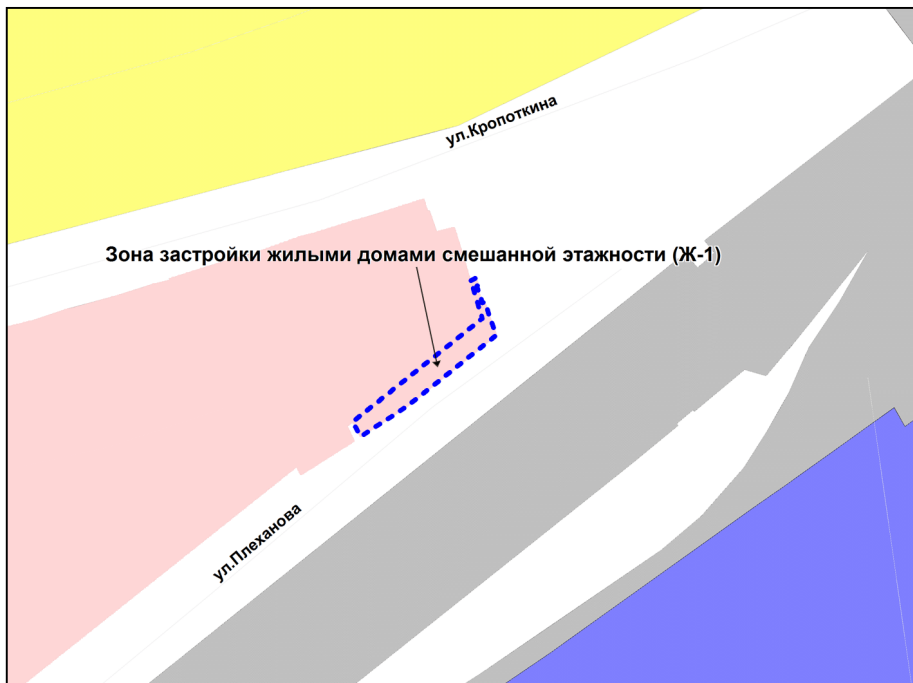 ул.Кропоткина
Зона застройки жилыми домами смешанной этажности (Ж-1)
ул.Плеханова